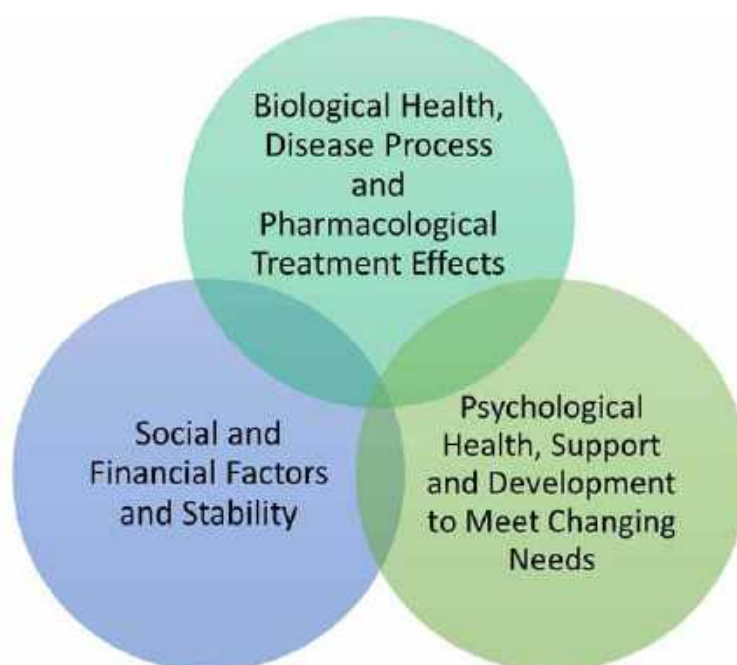 Biological Health,
Disease Process
and
Pharmacological
Treatment Effects
Social and
Financial Factors
and Stability
Psychological
Health, Support
and Development
to Meet Changing
Needs